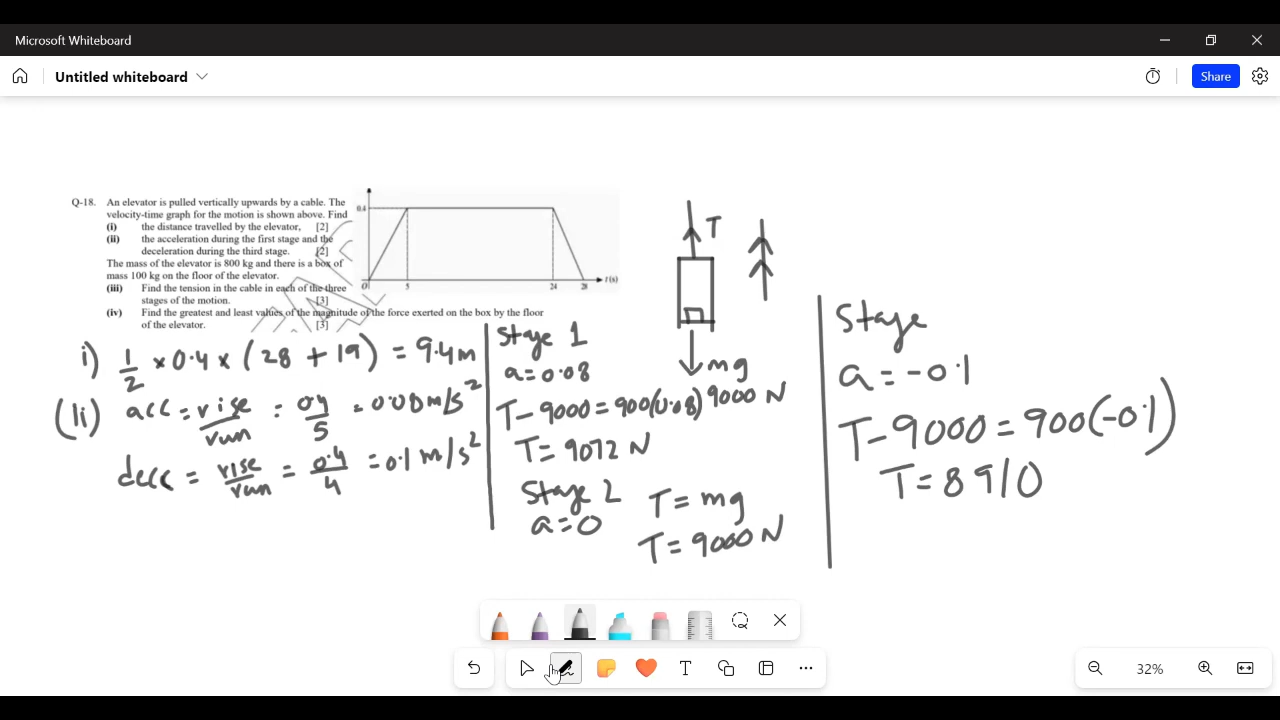 Microsoft Whiteboard
Untitled whiteboard
Share
Q-18. An elevator is pulled vertically upwards by a cable. The
velocity-time graph for the motion is shown above. Find
(i) the distance travelled by the elevator, [2]
(ii) the acceleration during the first stage and the
deceleration during the third stage. [2]
The mass of the elevator is 800 kg and there is a box of
mass 100 kg on the floor of the elevator.
(iii) Find the tension in the cable in each of the three
stages of the motion. [3]
(iv) Find the greatest and least values of the magnitude of the force exerted on the box by the floor
of the elevator. [3]
0.4
O 5 24 28 t (s)
i) 1/2 × 0.4 × (28 + 19) = 9.4m
(ii) acc = rise/run = 0.4/5 = 0.08 m/s²
decc = rise/run = 0.4/4 = 0.1 m/s²
Stage 1
a = 0.08
T - 9000 = 900(0.08)
T = 9072 N
Stage 2
a = 0
T = mg
T = 9000 N
T
mg
9000 N
Stage
a = -0.1
T - 9000 = 900(-0.1)
T = 8910
32%